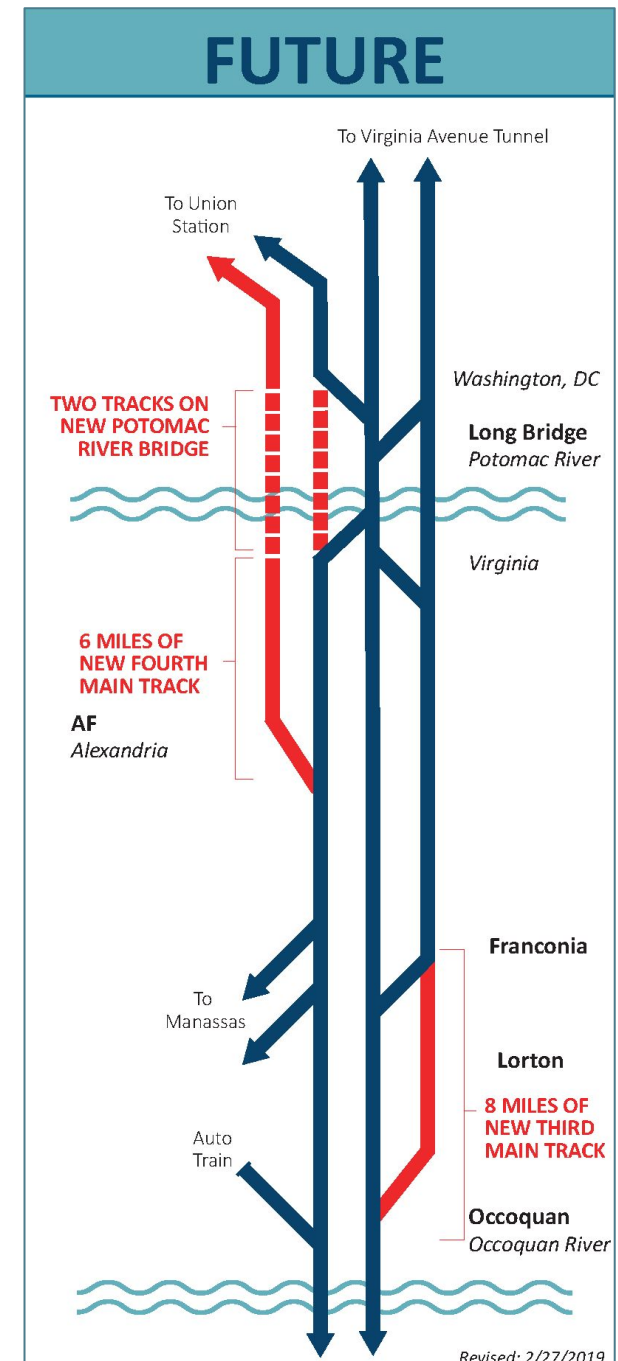 FUTURE
To Virginia Avenue Tunnel
To Union
Station
Washington, DC
TWO TRACKS ON
NEW POTOMAC
RIVER BRIDGE
Long Bridge
Potomac River
Virginia
6 MILES OF
NEW FOURTH
MAIN TRACK
AF
Alexandria
Franconia
To
Manassas
Lorton
8 MILES OF
NEW THIRD
MAIN TRACK
Auto
Train
Occoquan
Occoquan River
Revised: 2/27/2019